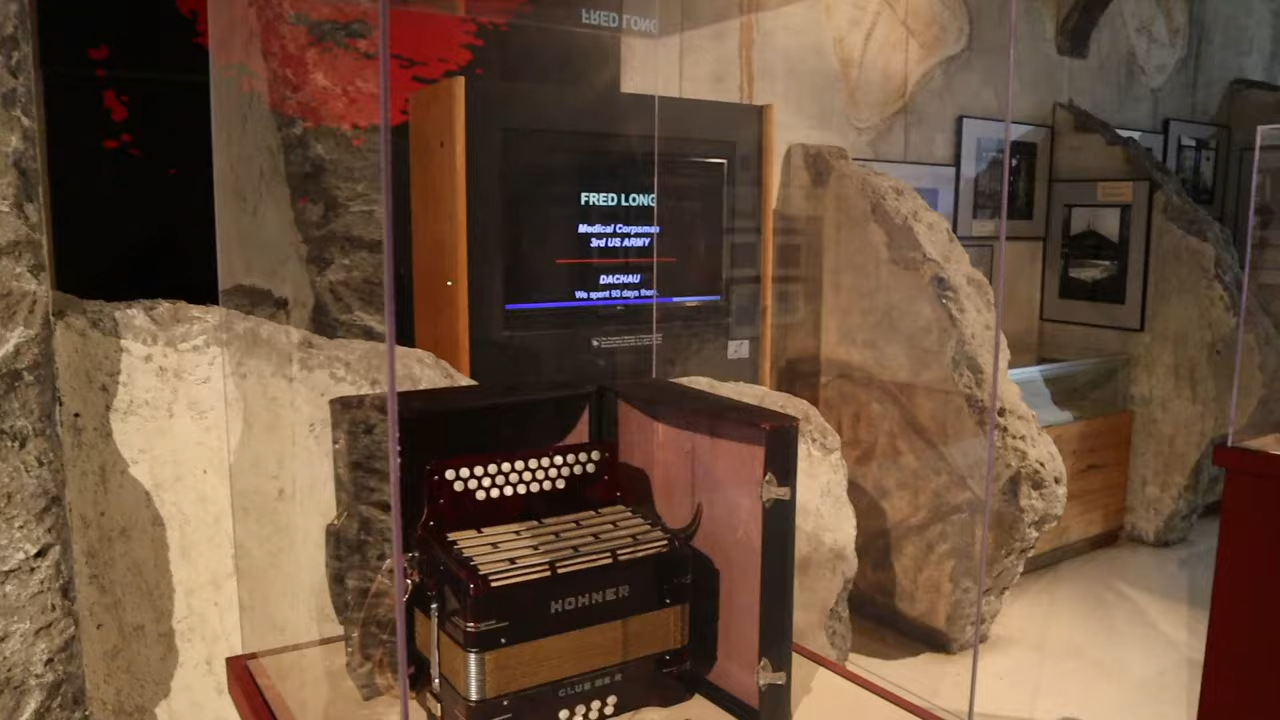 FRED LONG
FRED LONG
Medical Corpsman
3rd US ARMY
DACHAU
We spent 93 days there.
HOHNER
CLUB